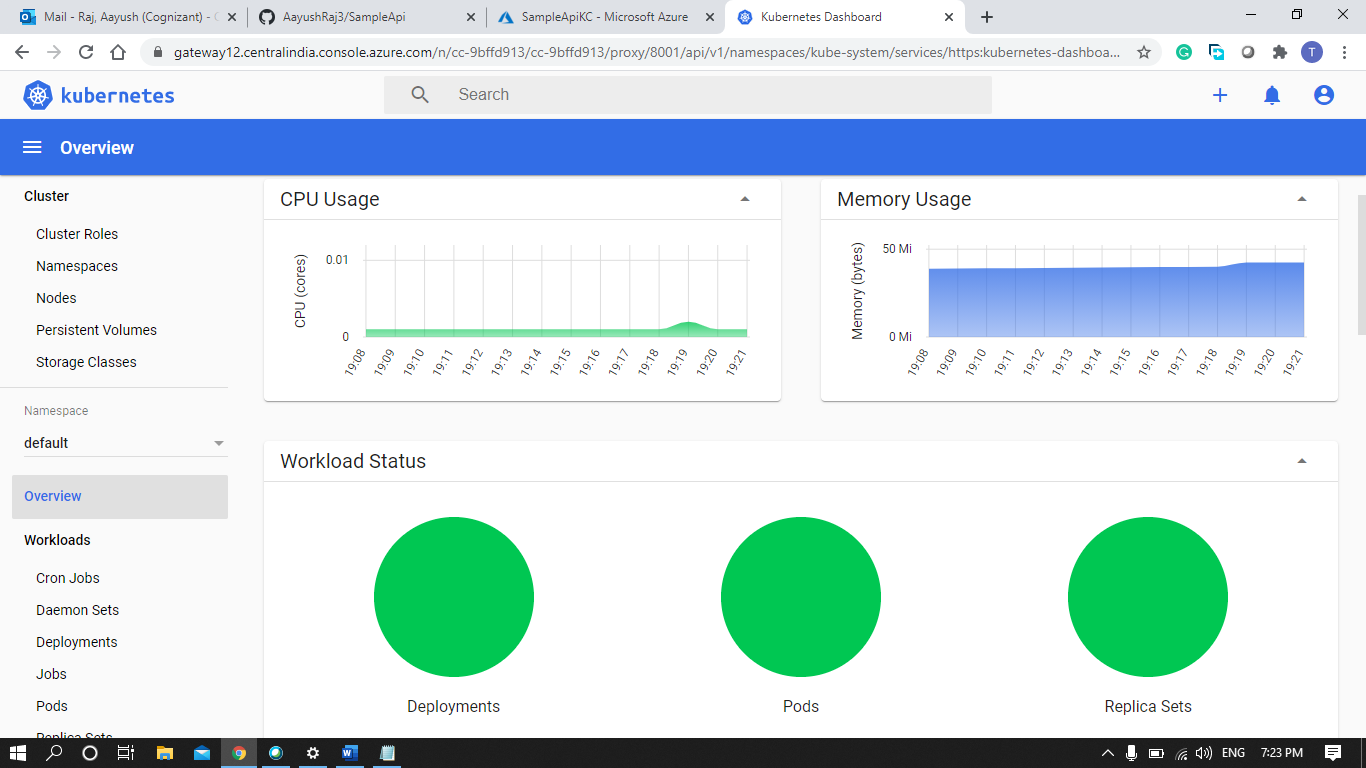 Mail - Raj, Aayush (Cognizant) - O
AayushRaj3/SampleApi
SampleApiKC - Microsoft Azure
Kubernetes Dashboard
gateway12.centralindia.console.azure.com/n/cc-9bffd913/cc-9bffd913/proxy/8001/api/v1/namespaces/kube-system/services/https:kubernetes-dashboa...
T
kubernetes
Search
Overview
Cluster
Cluster Roles
Namespaces
Nodes
Persistent Volumes
Storage Classes
Namespace
default
Overview
Workloads
Cron Jobs
Daemon Sets
Deployments
Jobs
Pods
Replica Sets
CPU Usage
CPU (cores)
0.01
0
19:08
19:09
19:10
19:11
19:12
19:13
19:14
19:15
19:16
19:17
19:18
19:19
19:20
19:21
Memory Usage
Memory (bytes)
50 Mi
0 Mi
19:08
19:09
19:10
19:11
19:12
19:13
19:14
19:15
19:16
19:17
19:18
19:19
19:20
19:21
Workload Status
Deployments
Pods
Replica Sets
ENG
7:23 PM